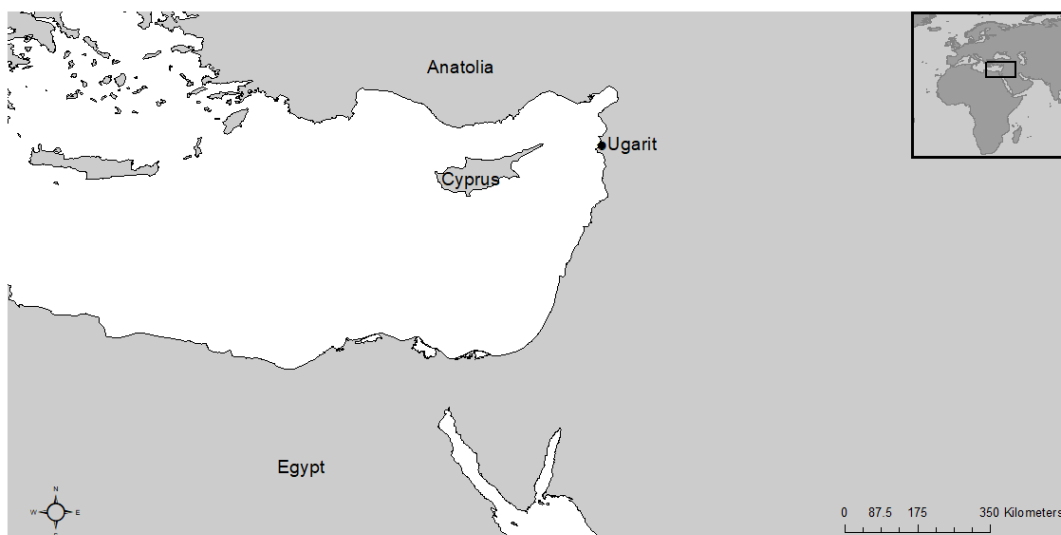 Anatolia
Ugarit
Cyprus
Egypt
N
W E
S
0 87.5 175 350 Kilometers